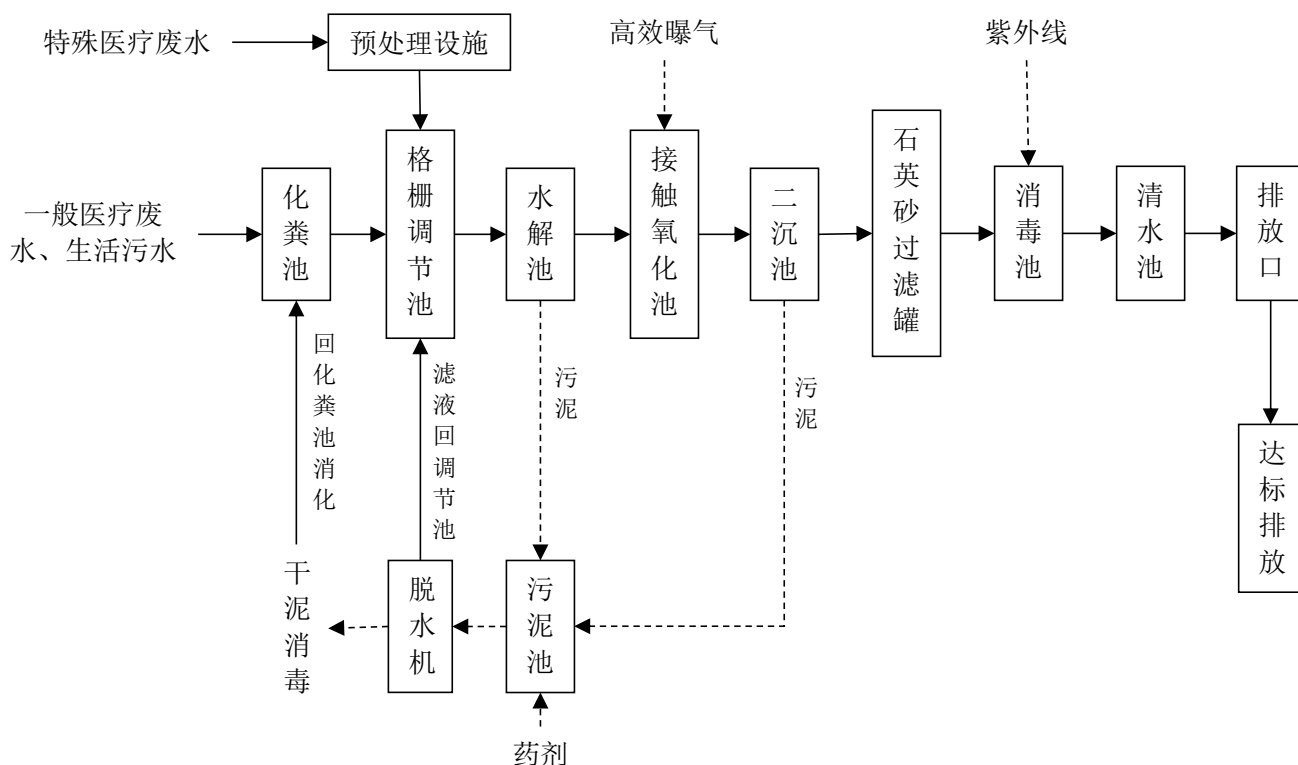 特殊医疗废水
预处理设施
高效曝气
紫外线
一般医疗废
水、生活污水
化粪池
格栅调节池
水解池
接触氧化池
二沉池
石英砂过滤罐
消毒池
清水池
排放口
回化粪池消化
滤液回调节池
污泥
污泥
达标排放
干泥消毒
脱水机
污泥池
药剂